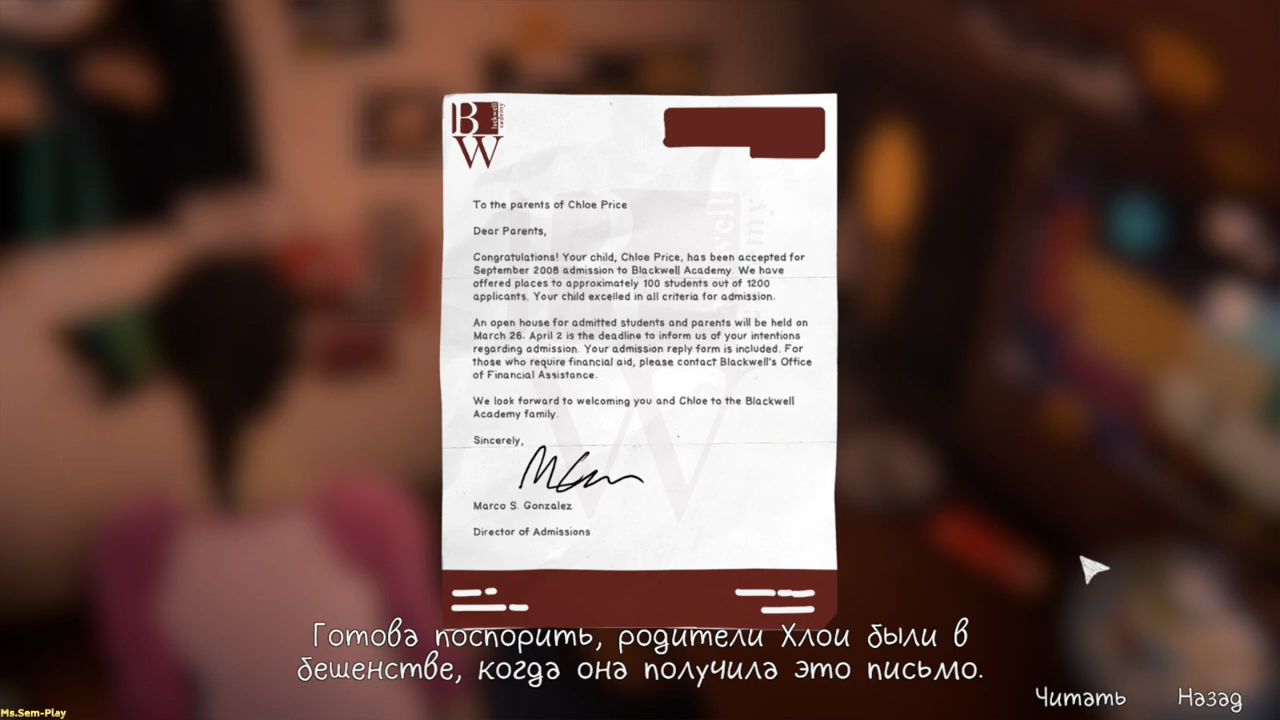 BW
To the parents of Chloe Price
Dear Parents,
Congratulations! Your child, Chloe Price, has been accepted for
September 2008 admission to Blackwell Academy. We have
offered places to approximately 100 students out of 1200
applicants. Your child excelled in all criteria for admission.
An open house for admitted students and parents will be held on
March 26. April 2 is the deadline to inform us of your intentions
regarding admission. Your admission reply form is included. For
those who require financial aid, please contact Blackwell's Office
of Financial Assistance.
We look forward to welcoming you and Chloe to the Blackwell
Academy family.
Sincerely,
Marco S. Gonzalez
Director of Admissions
Готова поспорить, родители Хлои были в
бешенстве, когда она получила это письмо.
Читать Назад
Ms.Sem-Play